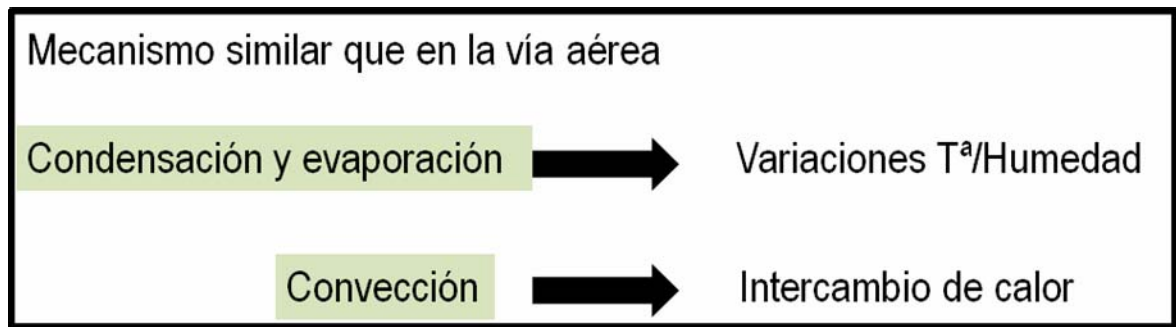 Mecanismo similar que en la vía aérea
Condensación y evaporación Variaciones Tª/Humedad
Convección Intercambio de calor